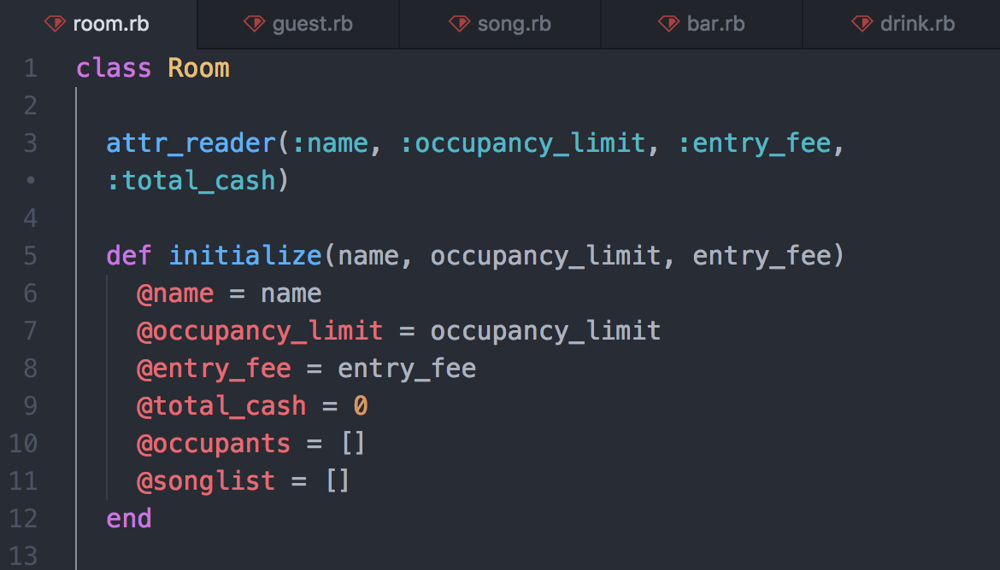 room.rb guest.rb song.rb bar.rb drink.rb
1 class Room
2
3 attr_reader(:name, :occupancy_limit, :entry_fee,
• :total_cash)
4
5 def initialize(name, occupancy_limit, entry_fee)
6 @name = name
7 @occupancy_limit = occupancy_limit
8 @entry_fee = entry_fee
9 @total_cash = 0
10 @occupants = []
11 @songlist = []
12 end
13